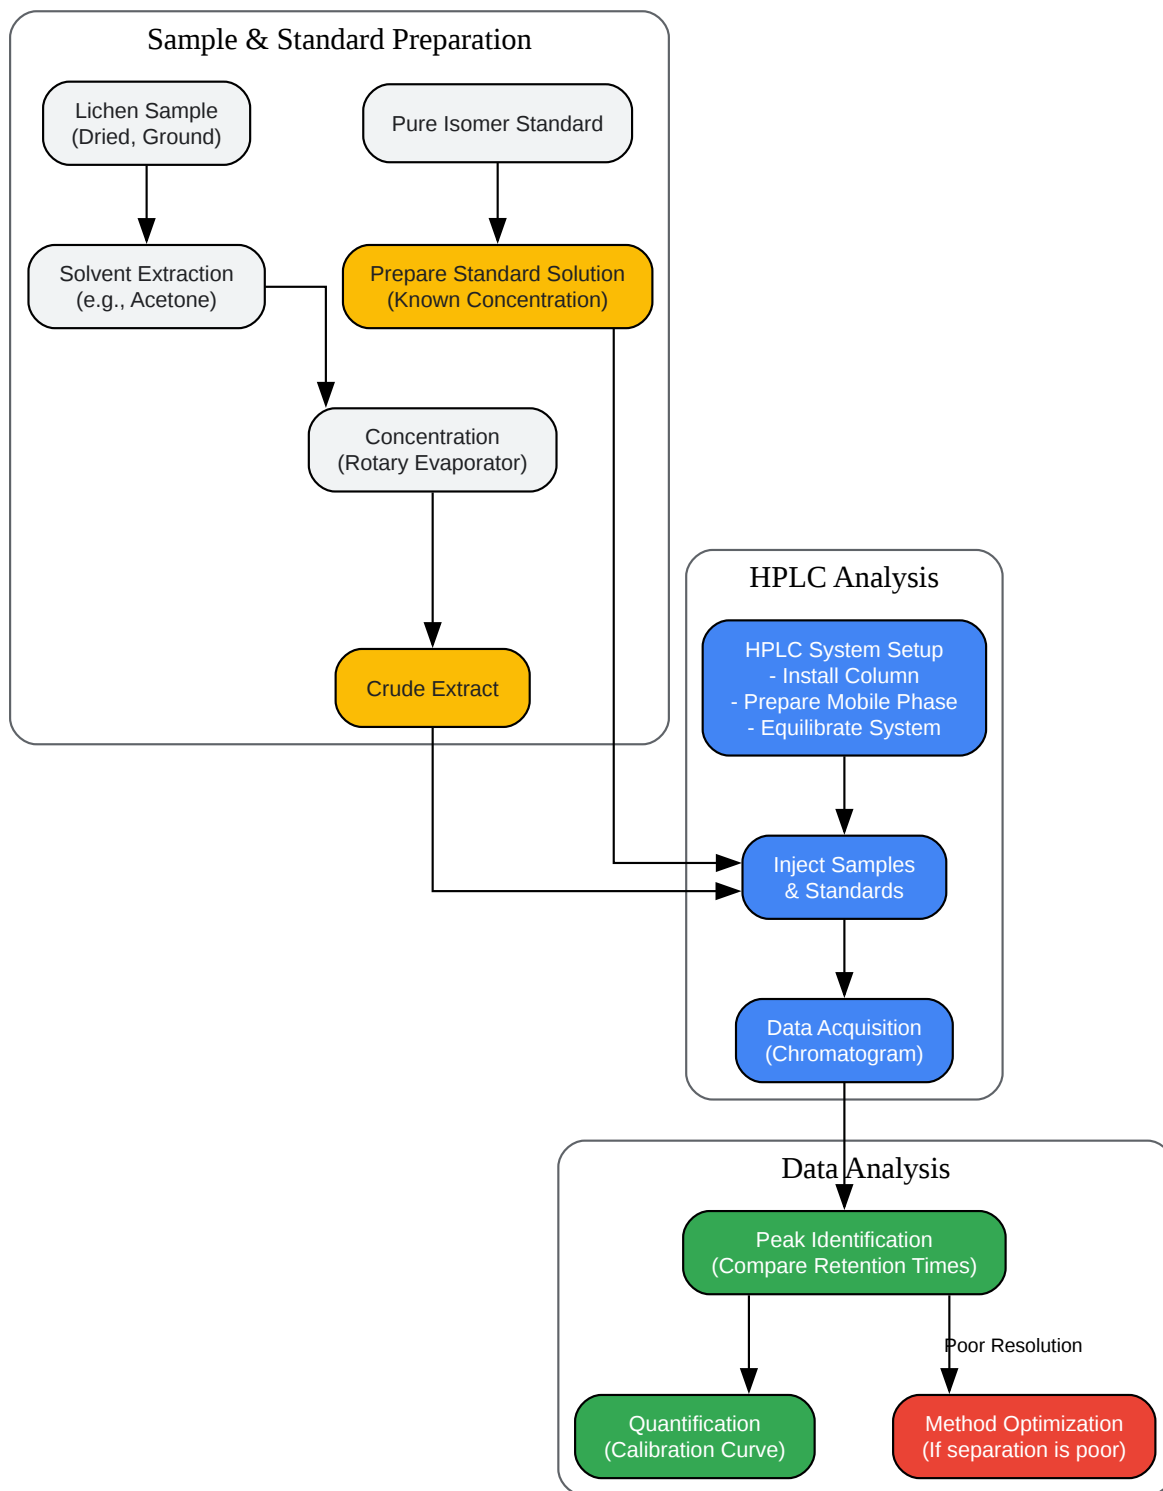 Sample & Standard Preparation
Lichen Sample
(Dried, Ground)
Pure Isomer Standard
Solvent Extraction
(e.g., Acetone)
Prepare Standard Solution
(Known Concentration)
Concentration
(Rotary Evaporator)
Crude Extract
HPLC Analysis
HPLC System Setup
- Install Column
- Prepare Mobile Phase
- Equilibrate System
Inject Samples
& Standards
Data Acquisition
(Chromatogram)
Data Analysis
Peak Identification
(Compare Retention Times)
Poor Resolution
Quantification
(Calibration Curve)
Method Optimization
(If separation is poor)